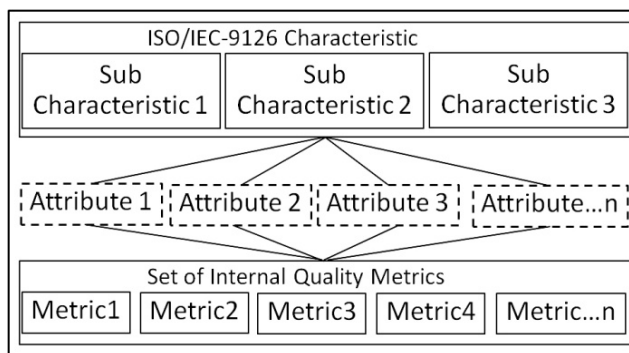 ISO/IEC-9126 Characteristic
Sub Characteristic 1
Sub Characteristic 2
Sub Characteristic 3
Attribute 1
Attribute 2
Attribute 3
Attribute...n
Set of Internal Quality Metrics
Metric1
Metric2
Metric3
Metric4
Metric...n